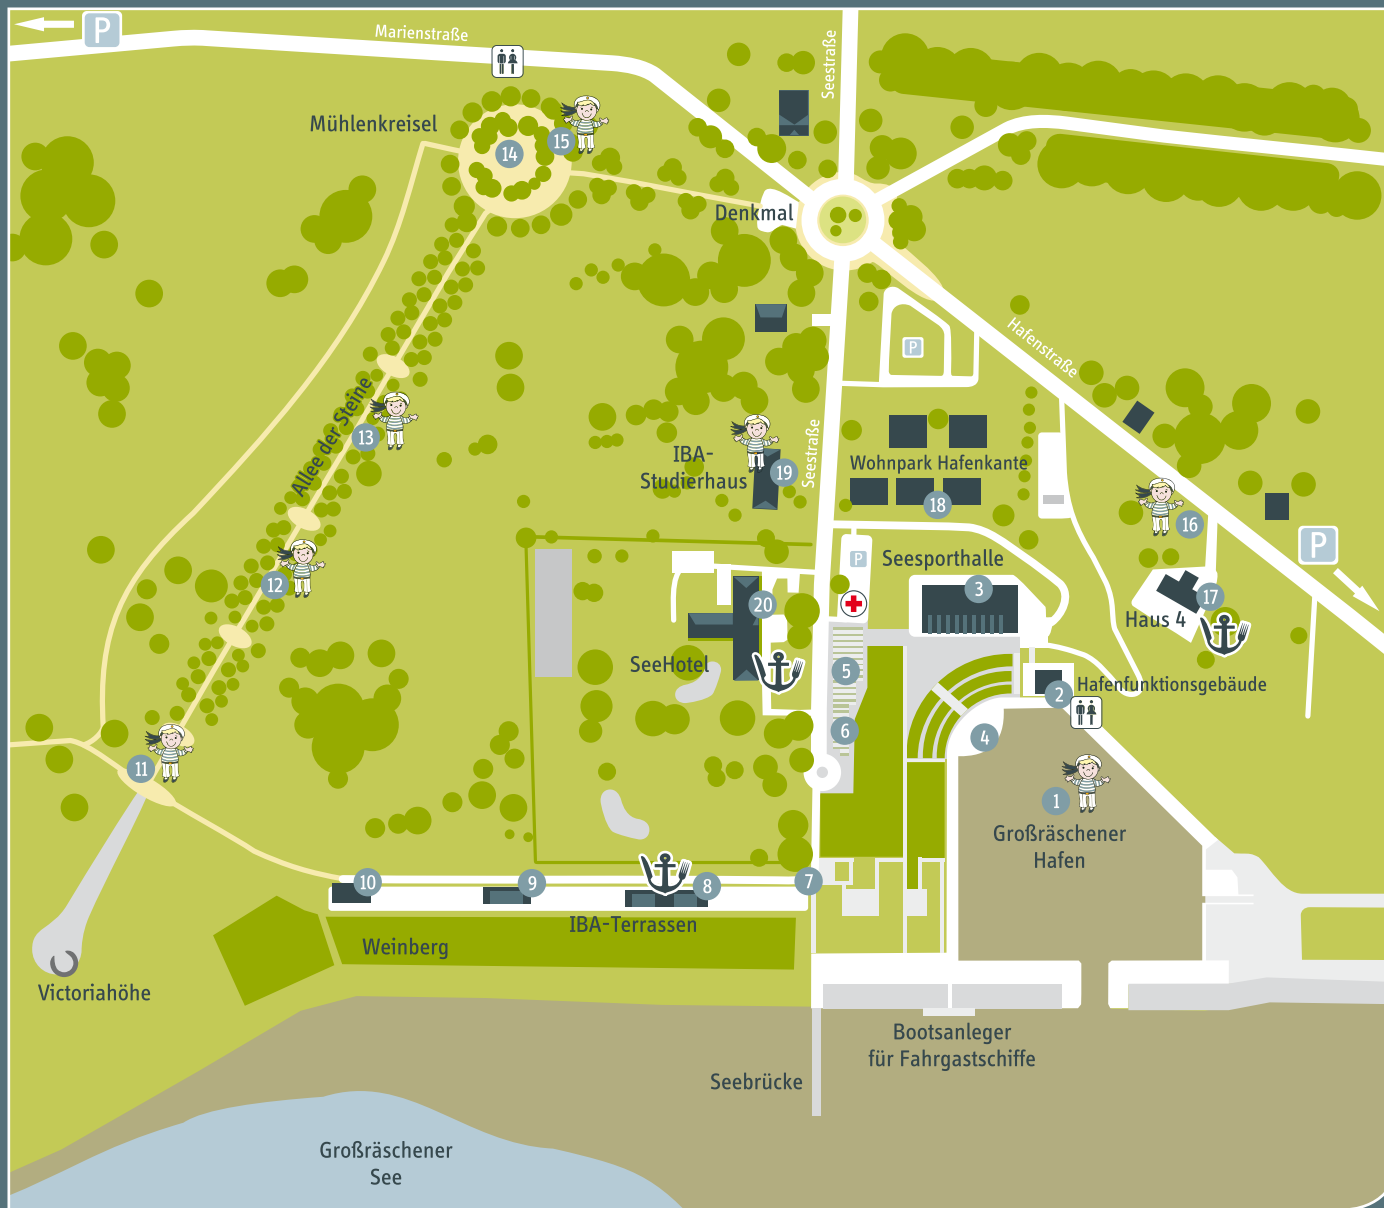 P
Marienstraße
Seestraße
Mühlenkreisel
15
14
Denkmal
Hafenstraße
P
Allee der Steine
13
IBA-
Studierhaus
19
Seestraße
Wohnpark Hafenkante
18
16
P
12
P
Seesporthalle
3
17
Haus 4
20
SeeHotel
5
Hafenfunktionsgebäude
2
6
4
11
1
Großräschener
Hafen
10
9
8
7
IBA-Terrassen
Weinberg
Victoriahöhe
Bootsanleger
für Fahrgastschiffe
Seebrücke
Großräschener
See